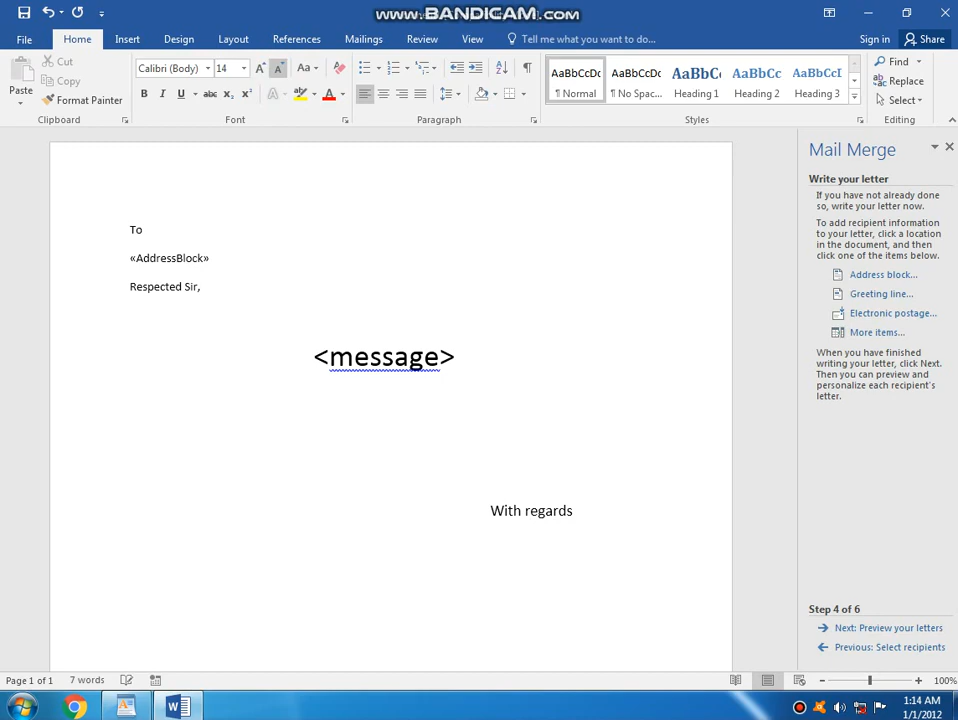 www.BANDICAM.com
File Home Insert Design Layout References Mailings Review View Tell me what you want to do... Sign in Share
Paste
Cut
Copy
Format Painter
Clipboard
Calibri (Body) 14
Aa
B I U abc X₂ X²
A A
Font
Paragraph
AaBbCcDc AaBbCcDc AaBbCc AaBbCc AaBbCcI
¶ Normal ¶ No Spac... Heading 1 Heading 2 Heading 3
Styles
Find
Replace
Select
Editing
To
«AddressBlock»
Respected Sir,
<message>
With regards
Mail Merge
Write your letter
If you have not already done
so, write your letter now.
To add recipient information
to your letter, click a location
in the document, and then
click one of the items below.
Address block...
Greeting line...
Electronic postage...
More items...
When you have finished
writing your letter, click Next.
Then you can preview and
personalize each recipient's
letter.
Step 4 of 6
Next: Preview your letters
Previous: Select recipients
Page 1 of 1 7 words 100%
1:14 AM
1/1/2012